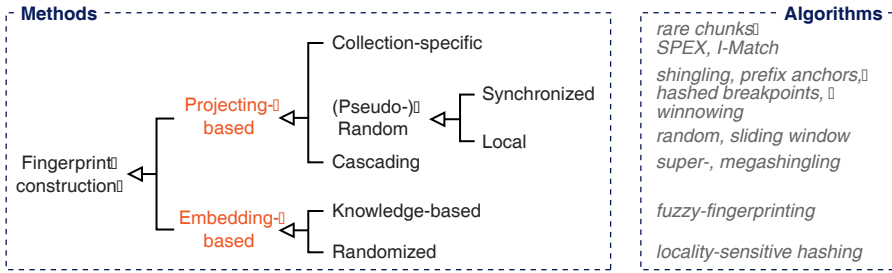 Methods
Algorithms
Fingerprint
construction
Projecting-
based
Embedding-
based
Collection-specific
(Pseudo-)
Random
Cascading
Synchronized
Local
Knowledge-based
Randomized
rare chunks
SPEX, I-Match
shingling, prefix anchors,
hashed breakpoints,
winnowing
random, sliding window
super-, megashingling
fuzzy-fingerprinting
locality-sensitive hashing